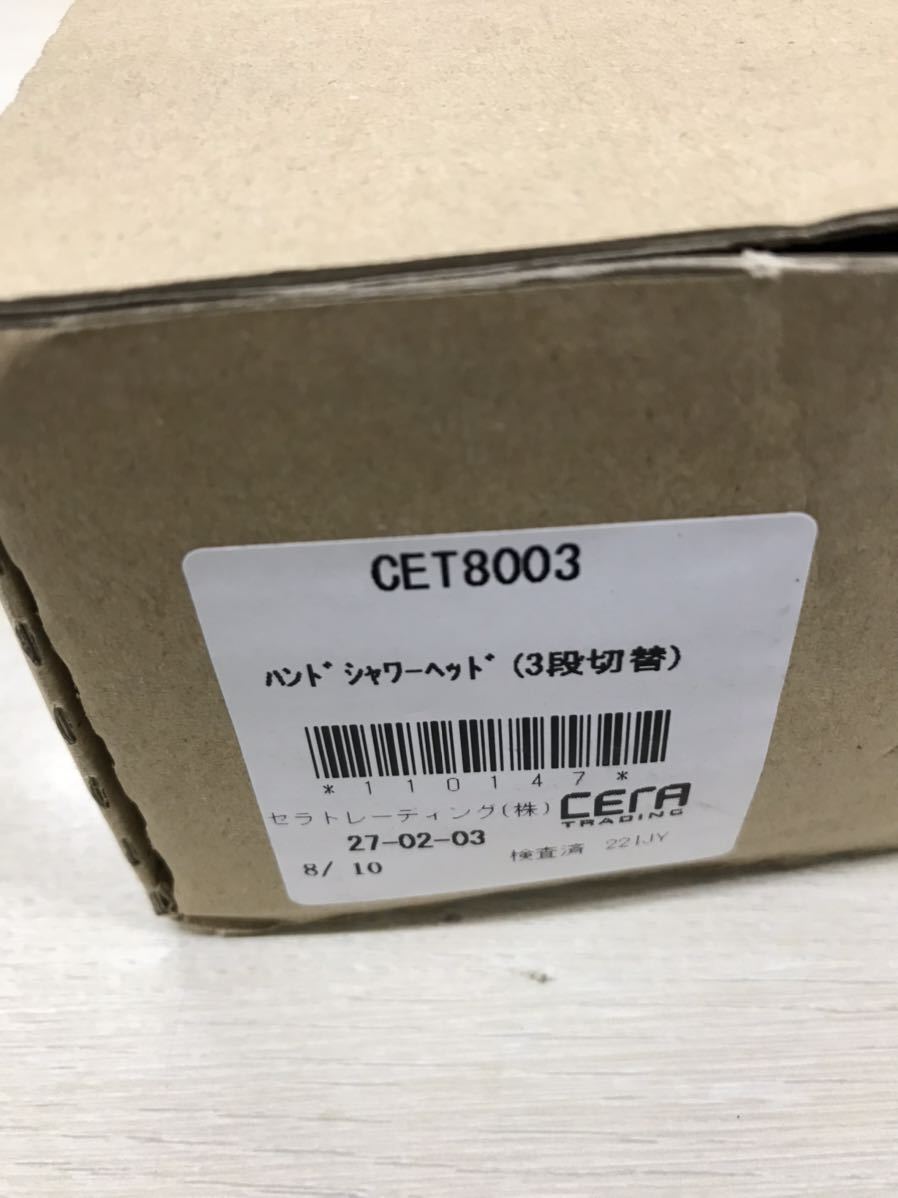 CET8003
ﾊﾝﾄﾞｼｬﾜｰﾍｯﾄﾞ(3段切替)
*110147*
セラトレーディング(株) CERA TRADING
27-02-03
8/ 10 検査済 221JY